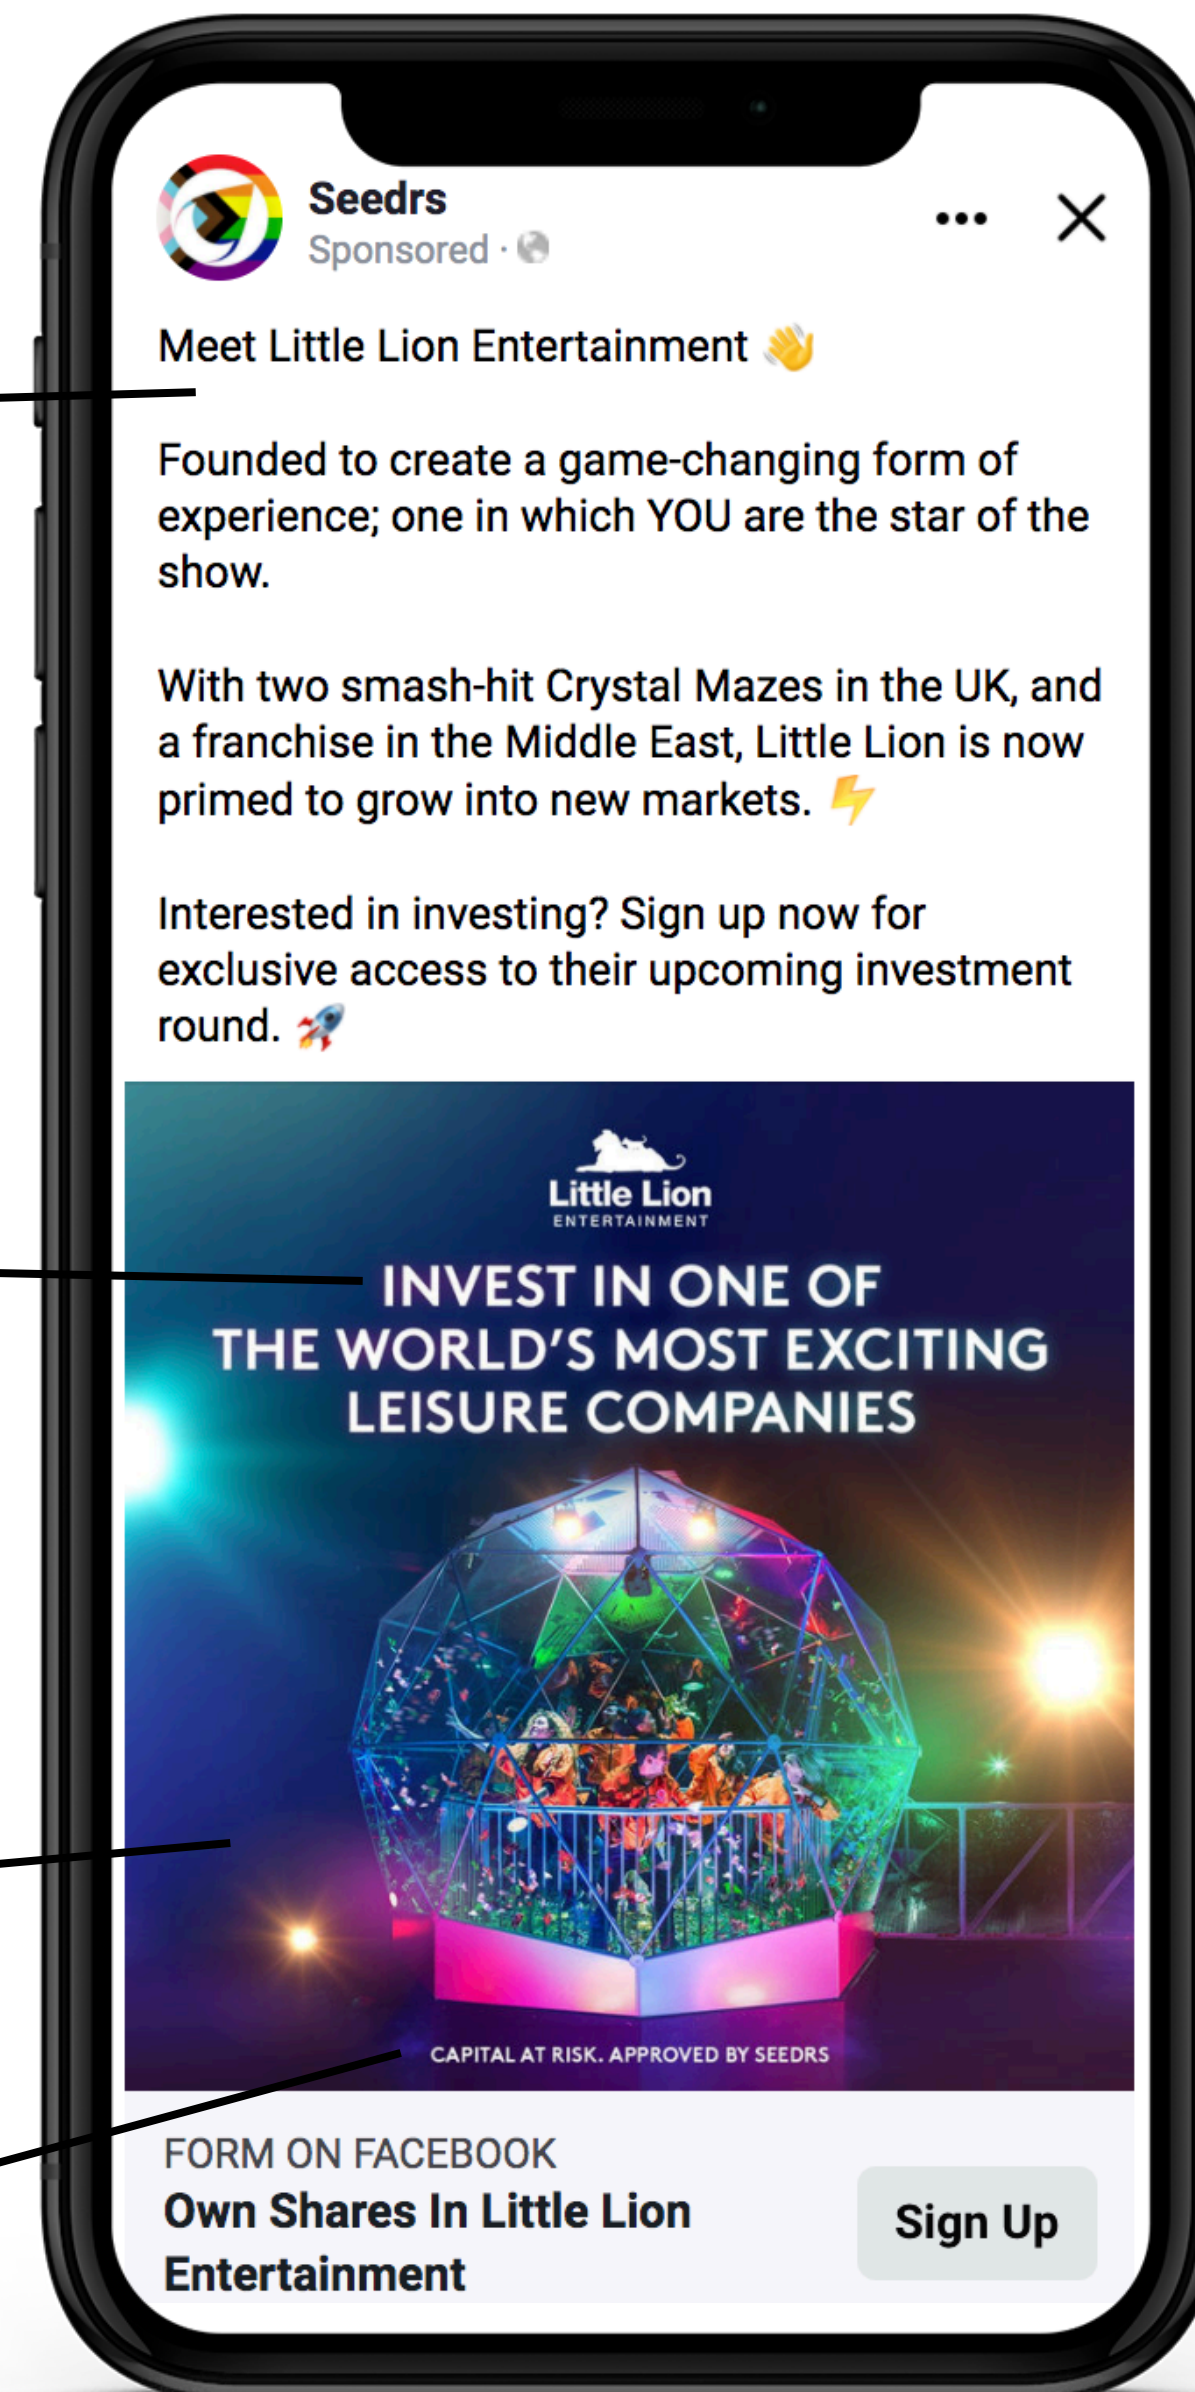 Seedrs
Sponsored ·
Meet Little Lion Entertainment 👋
Founded to create a game-changing form of
experience; one in which YOU are the star of the
show.
With two smash-hit Crystal Mazes in the UK, and
a franchise in the Middle East, Little Lion is now
primed to grow into new markets. ⚡
Interested in investing? Sign up now for
exclusive access to their upcoming investment
round. 🚀
Little Lion
ENTERTAINMENT
INVEST IN ONE OF
THE WORLD'S MOST EXCITING
LEISURE COMPANIES
CAPITAL AT RISK. APPROVED BY SEEDRS
FORM ON FACEBOOK
Own Shares In Little Lion
Entertainment
Sign Up